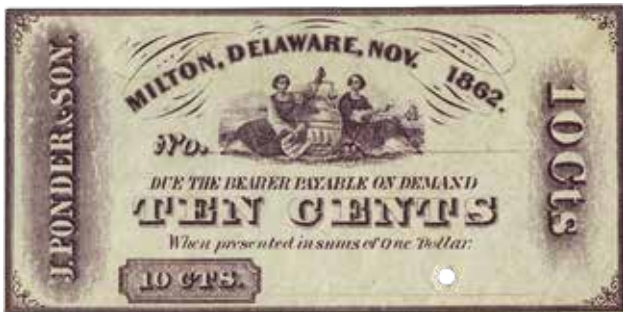 J. PONDER & SON.
MILTON, DELAWARE, NOV. 1862.
No.
DUE THE BEARER PAYABLE ON DEMAND
TEN CENTS
When presented in sums of One Dollar.
10 CTS.
10 Cts